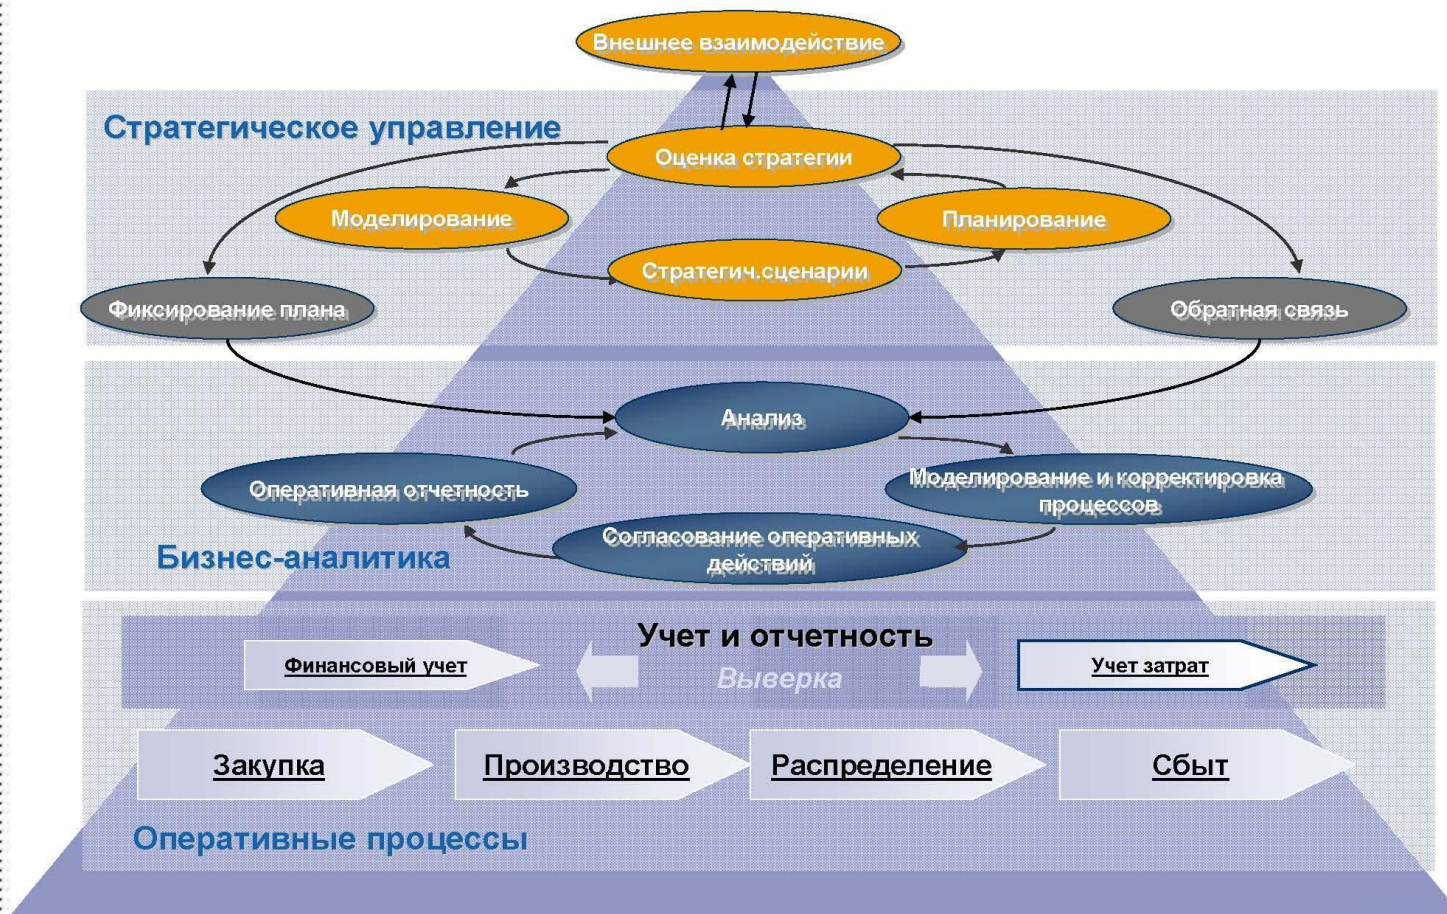 Внешнее взаимодействие
Стратегическое управление
Оценка стратегии
Моделирование
Планирование
Стратегич.сценарии
Фиксирование плана
Обратная связь
Анализ
Оперативная отчетность
Моделирование и корректировка
процессов
Согласование оперативных
действий
Бизнес-аналитика
Учет и отчетность
Финансовый учет
Выверка
Учет затрат
Закупка
Производство
Распределение
Сбыт
Оперативные процессы